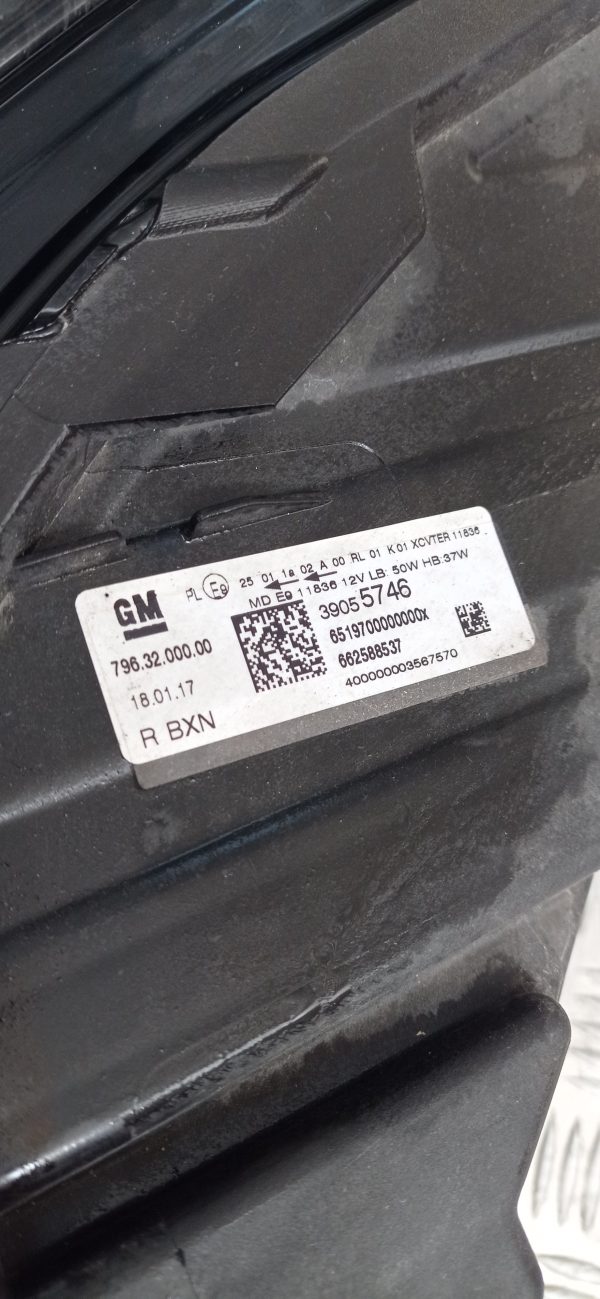 GM
PL E9 25 01 1a 02 A 00 RL 01 K 01 XCVTER 11836
MD E9 11836 12V LB: 50W HB:37W
39055746
796.32.000.00
6519700000000x
18.01.17
662588537
R BXN
400000003567570